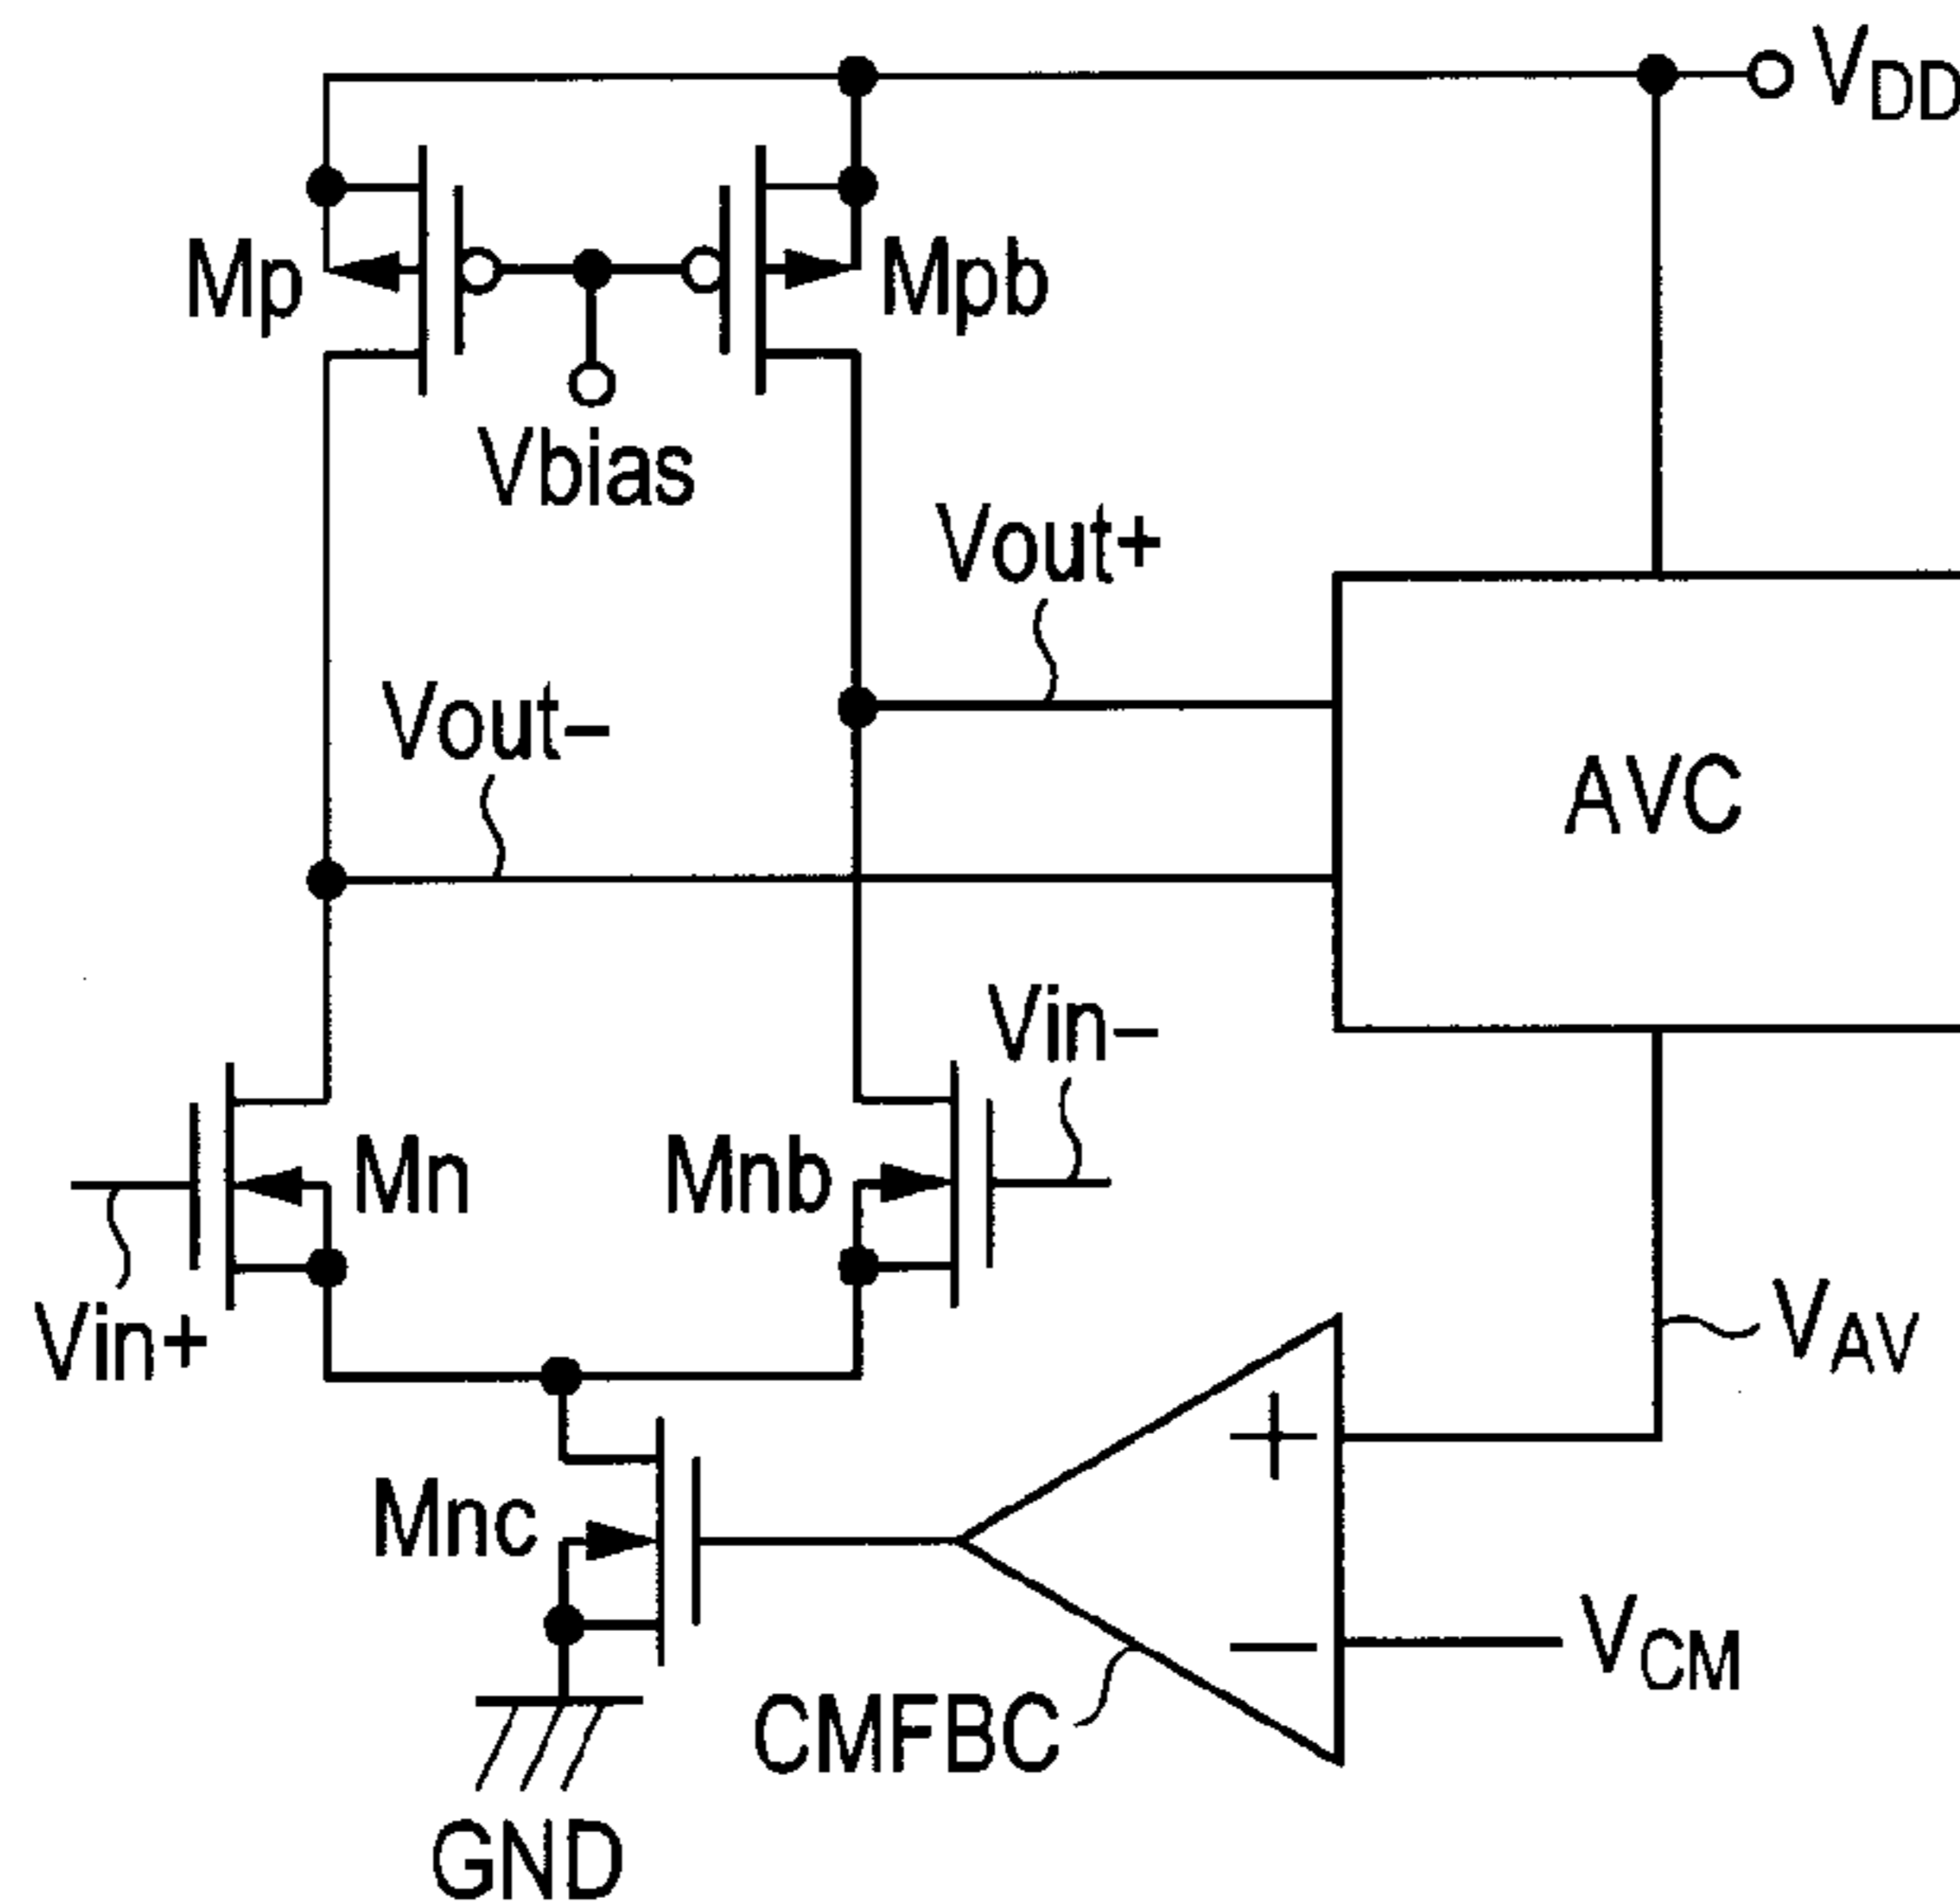 VDD
Mp
Mpb
Vbias
Vout+
Vout−
AVC
Vin−
Mn
Mnb
Vin+
VAV
+
Mnc
−
VCM
CMFBC
GND